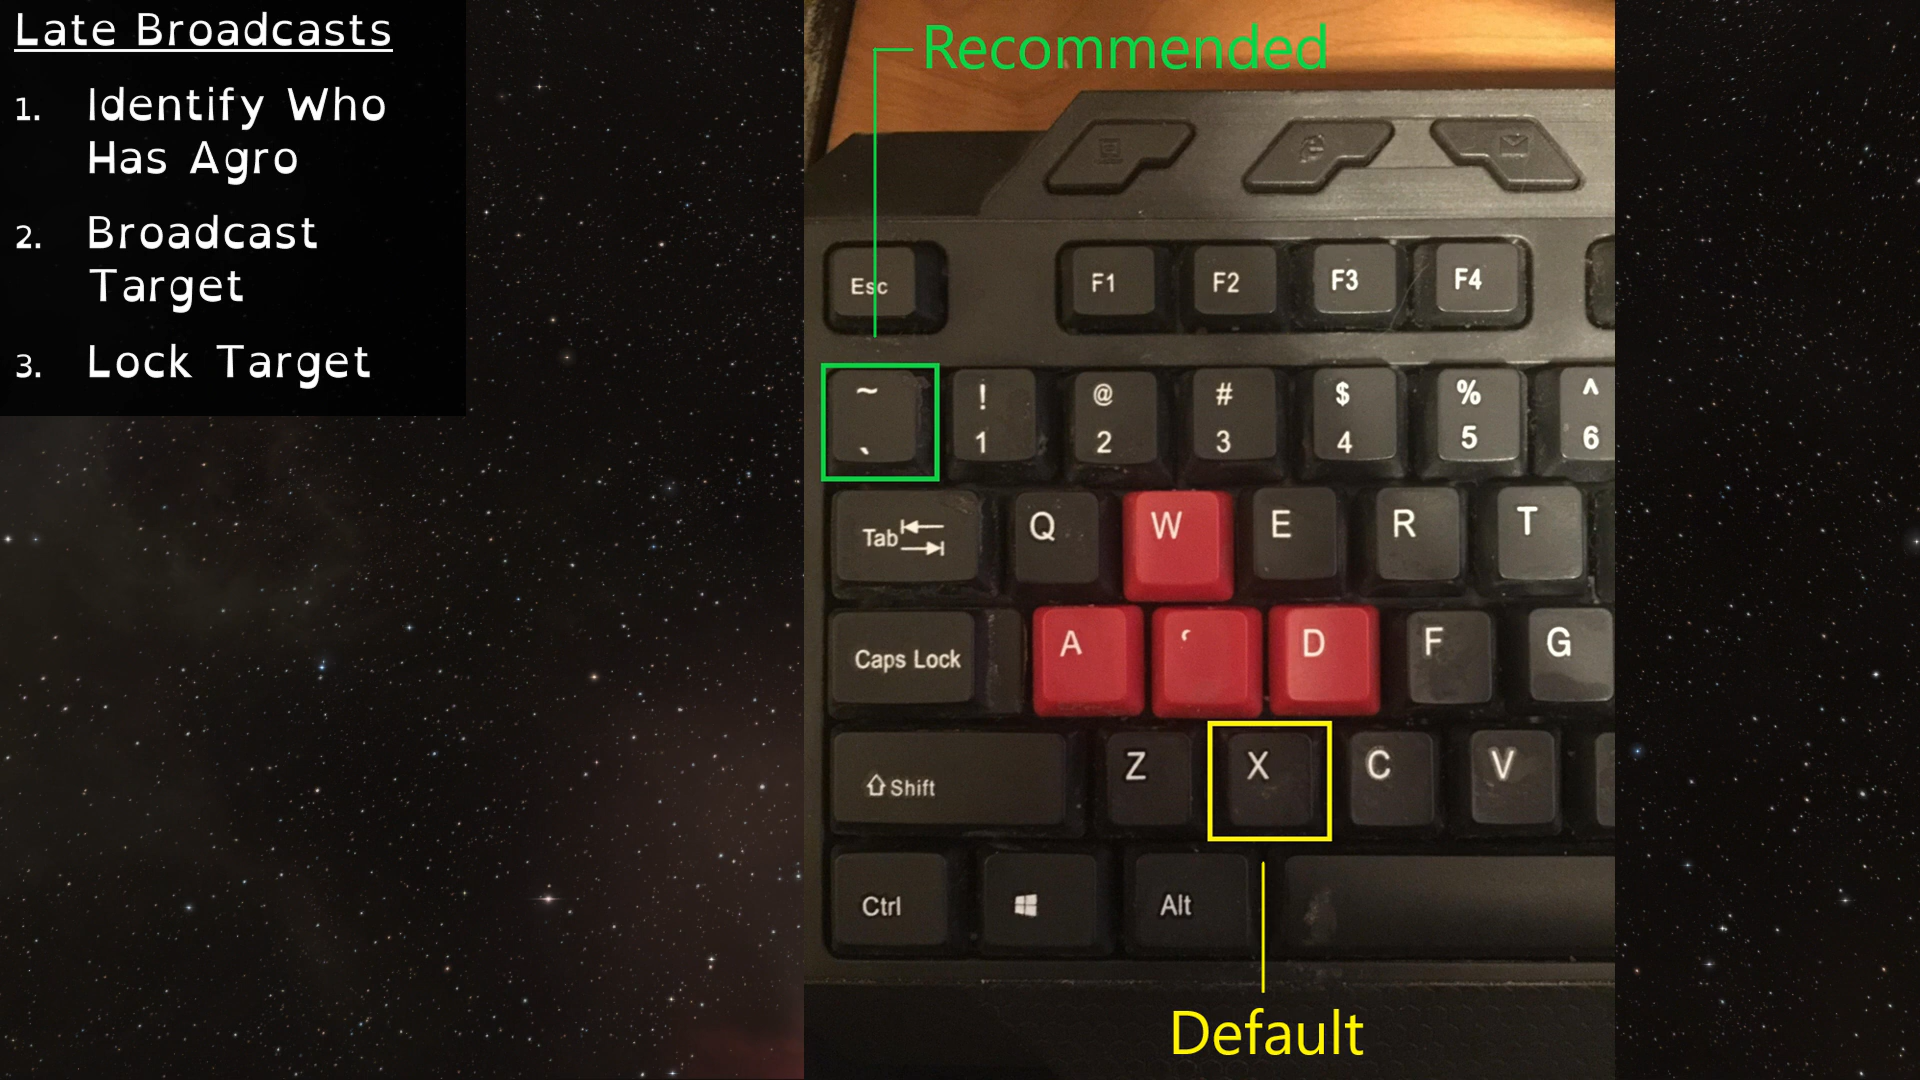 Late Broadcasts
1. Identify Who
Has Agro
2. Broadcast
Target
3. Lock Target
Recommended
Esc F1 F2 F3 F4
~ ! @ # $ % ^
` 1 2 3 4 5 6
Tab Q W E R T
Caps Lock A D F G
Shift Z X C V
Ctrl Alt
Default